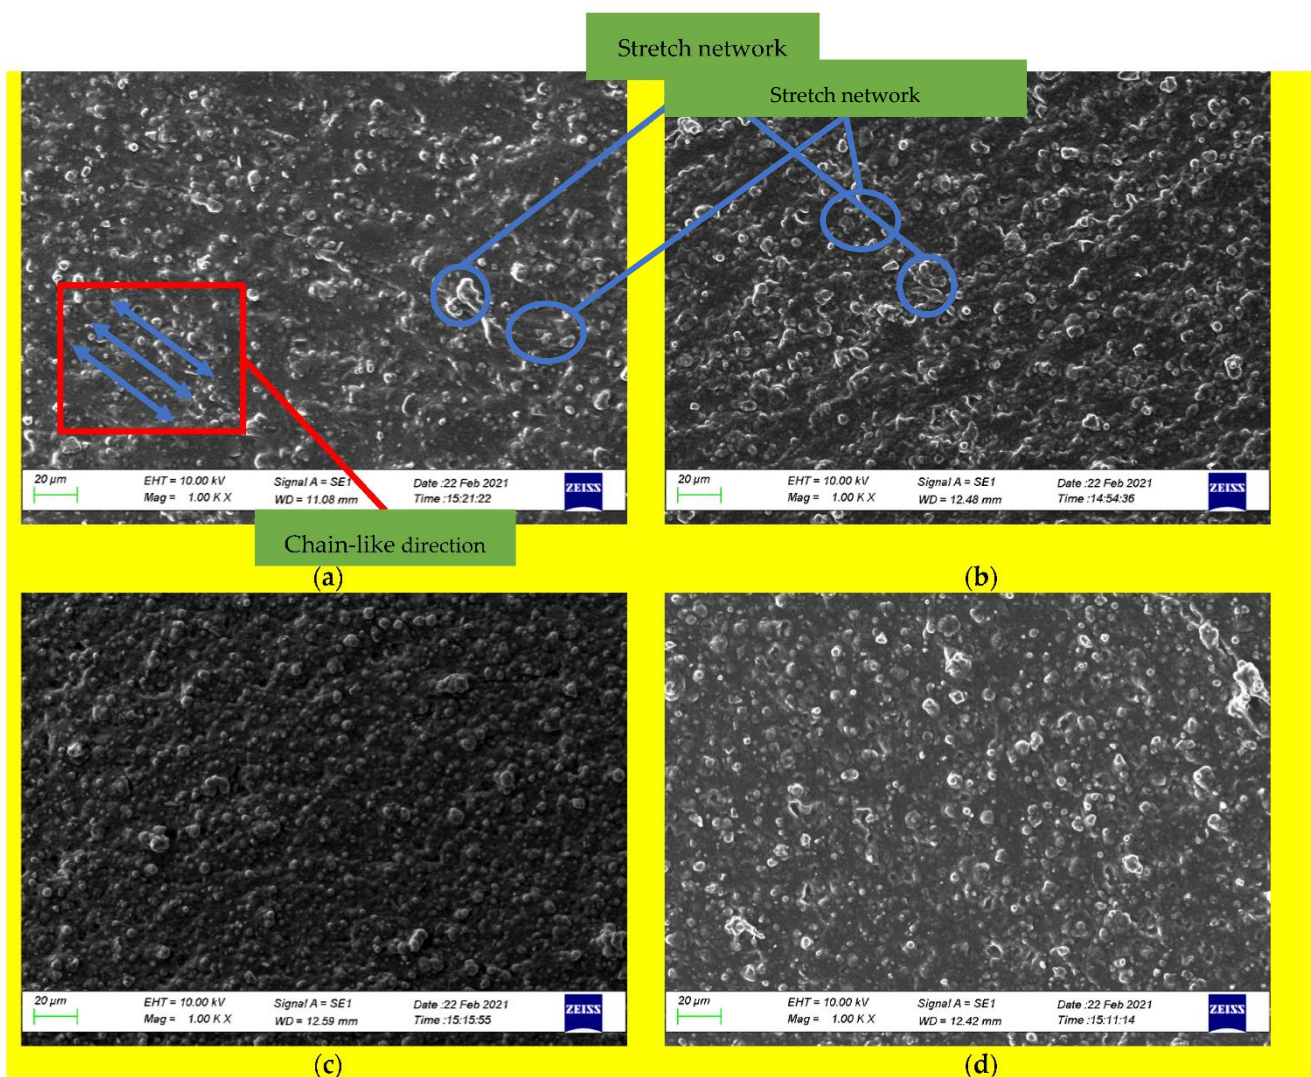 Stretch network
Stretch network
20 µm
EHT = 10.00 kV
Signal A = SE1
Date :22 Feb 2021
Mag = 1.00 K X
WD = 11.08 mm
Time :15:21:22
ZEISS
20 µm
EHT = 10.00 kV
Signal A = SE1
Date :22 Feb 2021
Mag = 1.00 K X
WD = 12.48 mm
Time :14:54:36
ZEISS
Chain-like direction
(a)
(b)
20 µm
EHT = 10.00 kV
Signal A = SE1
Date :22 Feb 2021
Mag = 1.00 K X
WD = 12.59 mm
Time :15:15:55
ZEISS
20 µm
EHT = 10.00 kV
Signal A = SE1
Date :22 Feb 2021
Mag = 1.00 K X
WD = 12.42 mm
Time :15:11:14
ZEISS
(c)
(d)